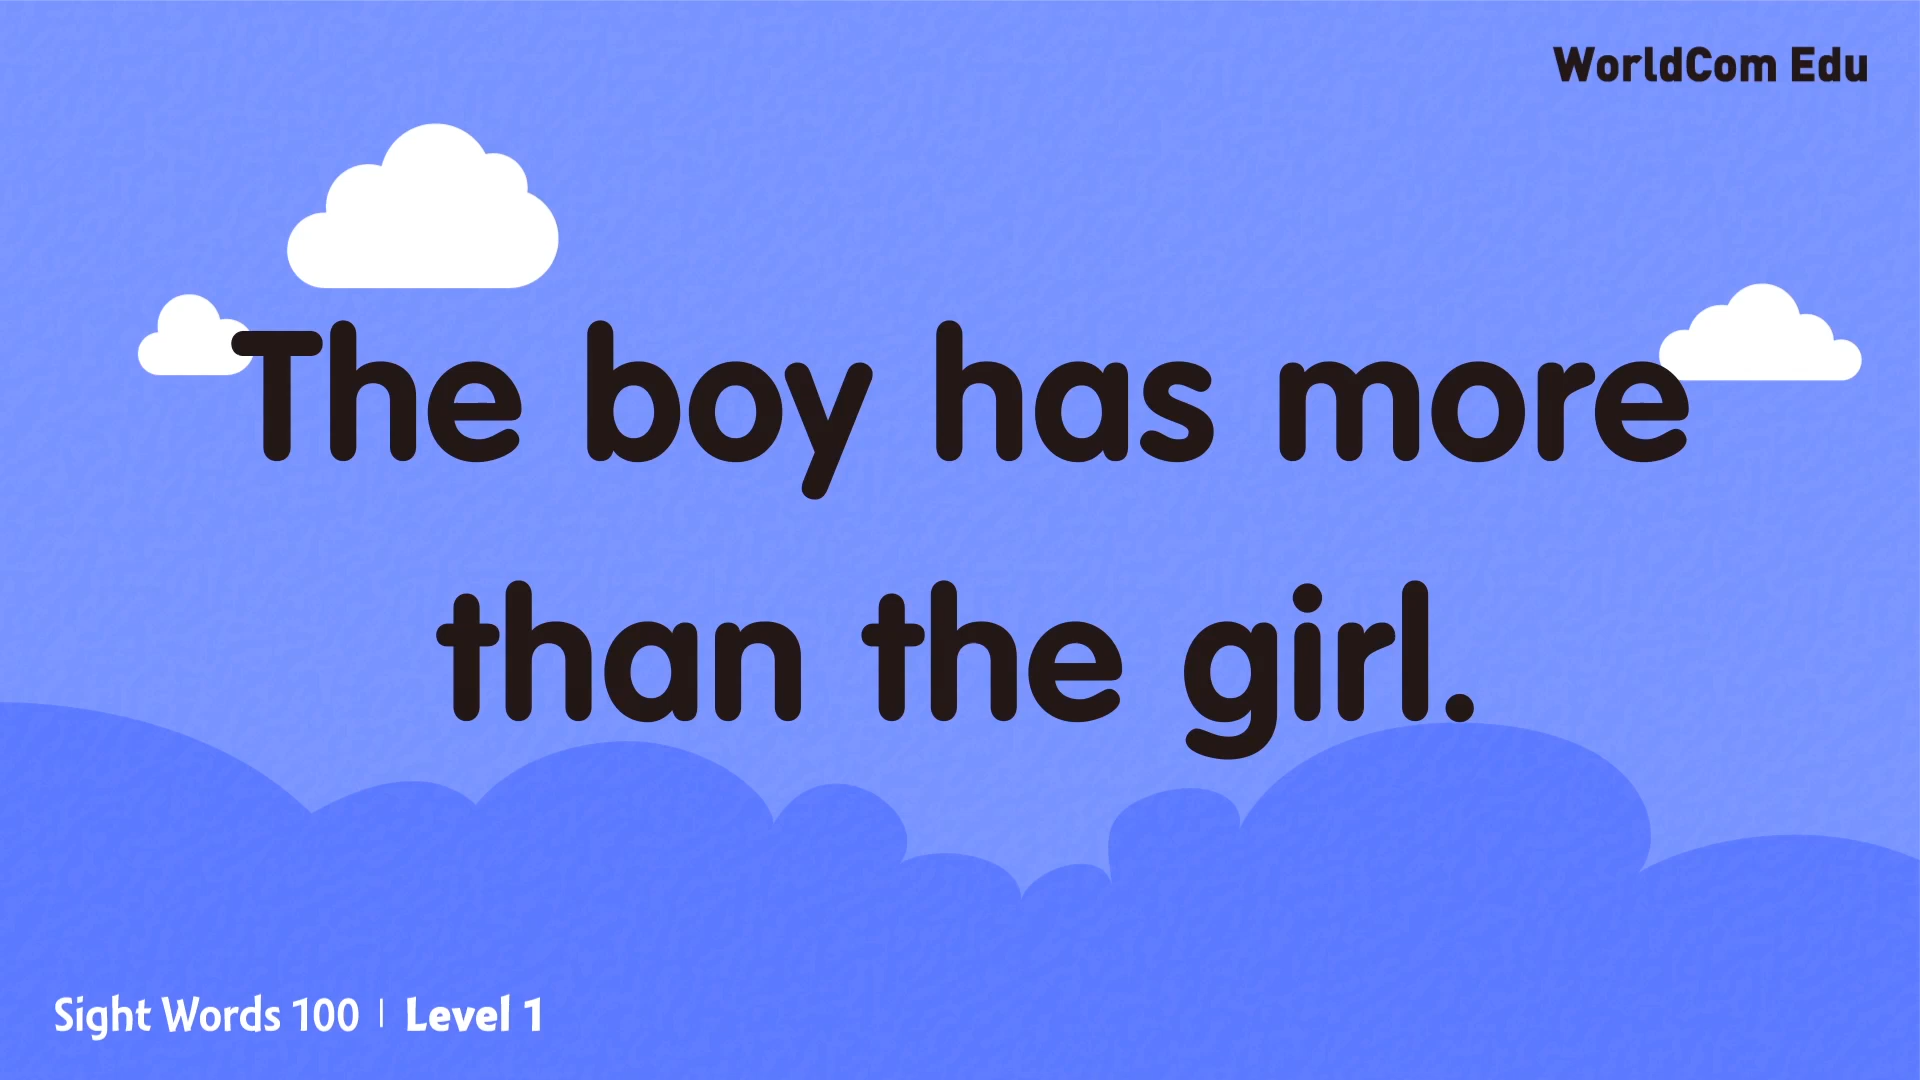 WorldCom Edu
The boy has more
than the girl.
Sight Words 100 | Level 1